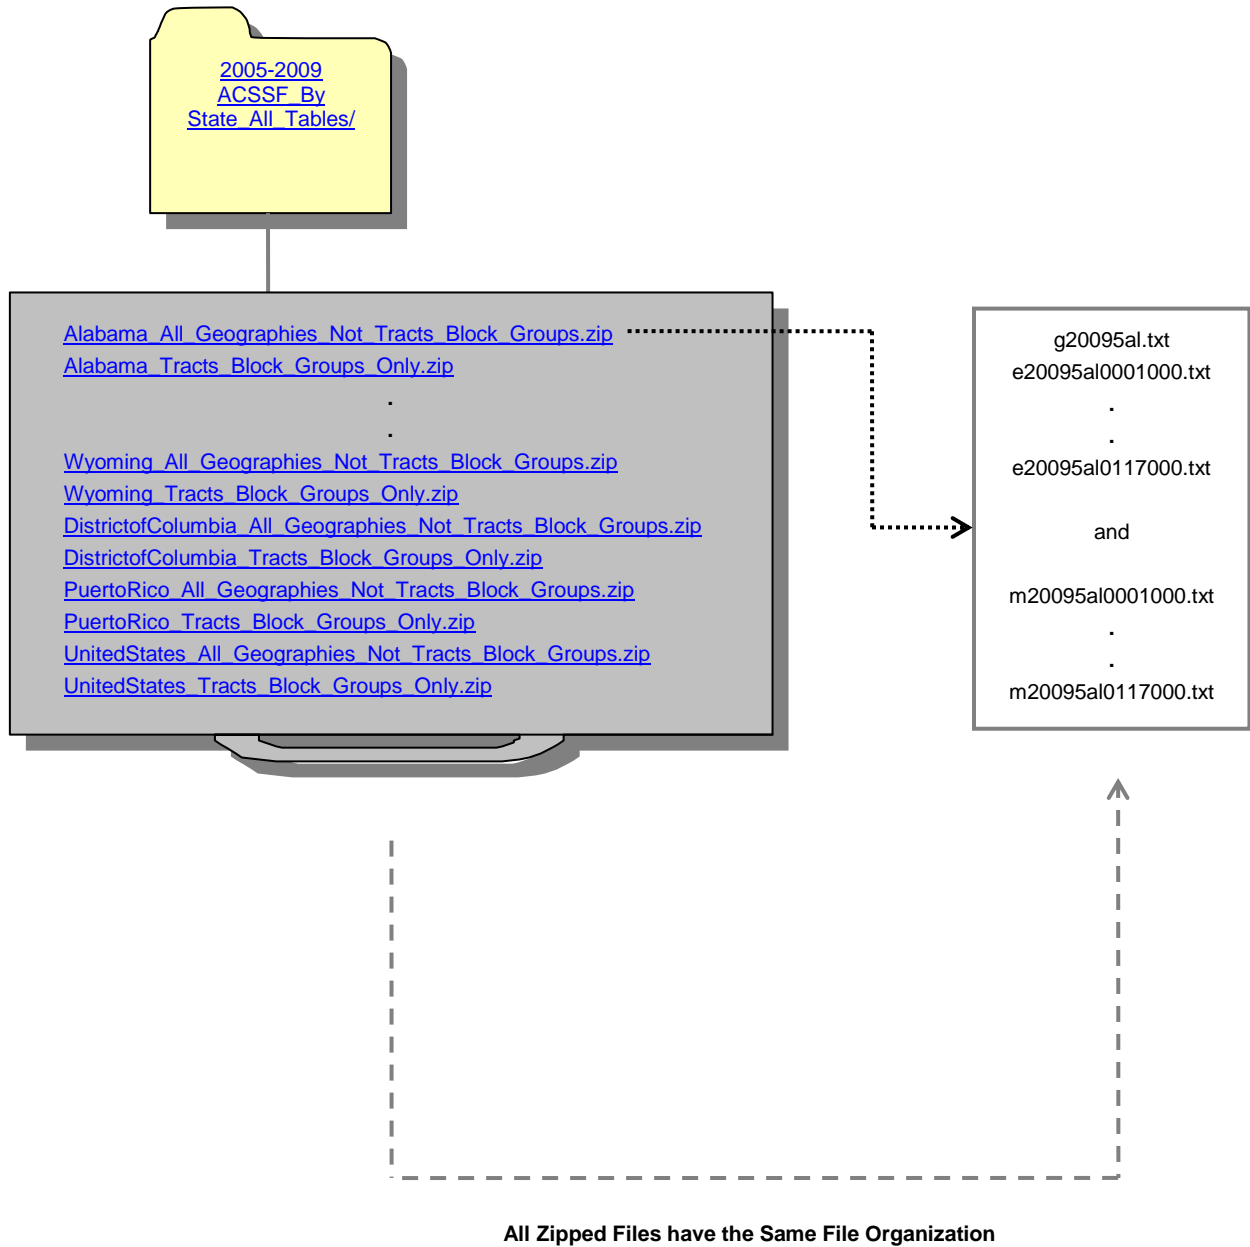 2005-2009
ACSSF_By
State_All_Tables/
Alabama_All_Geographies_Not_Tracts_Block_Groups.zip
Alabama_Tracts_Block_Groups_Only.zip
.
.
Wyoming_All_Geographies_Not_Tracts_Block_Groups.zip
Wyoming_Tracts_Block_Groups_Only.zip
DistrictofColumbia_All_Geographies_Not_Tracts_Block_Groups.zip
DistrictofColumbia_Tracts_Block_Groups_Only.zip
PuertoRico_All_Geographies_Not_Tracts_Block_Groups.zip
PuertoRico_Tracts_Block_Groups_Only.zip
UnitedStates_All_Geographies_Not_Tracts_Block_Groups.zip
UnitedStates_Tracts_Block_Groups_Only.zip
g20095al.txt
e20095al0001000.txt
.
.
e20095al0117000.txt
and
m20095al0001000.txt
.
.
m20095al0117000.txt
All Zipped Files have the Same File Organization